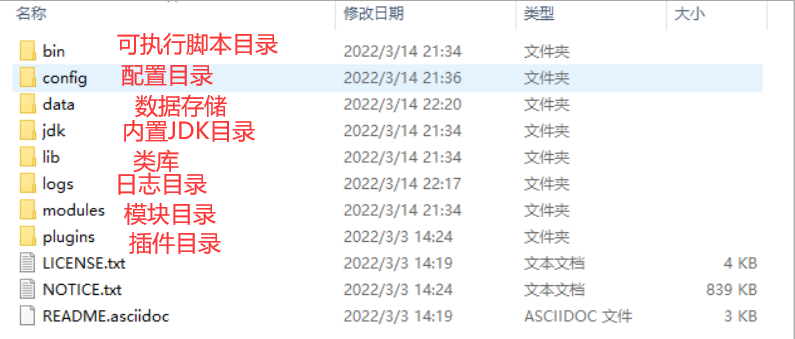 名称 修改日期 类型 大小
bin 可执行脚本目录 2022/3/14 21:34 文件夹
config 配置目录 2022/3/14 21:36 文件夹
data 数据存储 2022/3/14 22:20 文件夹
jdk 内置JDK目录 2022/3/14 21:34 文件夹
lib 类库 2022/3/14 21:34 文件夹
logs 日志目录 2022/3/14 22:17 文件夹
modules 模块目录 2022/3/14 21:34 文件夹
plugins 插件目录 2022/3/3 14:24 文件夹
LICENSE.txt 2022/3/3 14:19 文本文档 4 KB
NOTICE.txt 2022/3/3 14:24 文本文档 839 KB
README.asciidoc 2022/3/3 14:19 ASCIIDOC 文件 3 KB